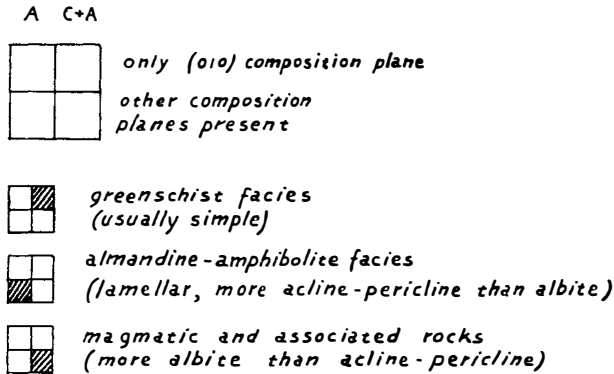 A C+A
only (010) composition plane
other composition
planes present
greenschist facies
(usually simple)
almandine-amphibolite facies
(lamellar, more acline-pericline than albite)
magmatic and associated rocks
(more albite than acline-pericline)